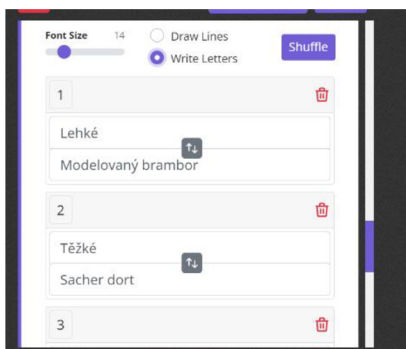 Font Size 14
Draw Lines
Write Letters
Shuffle
1
Lehké
Modelovaný brambor
2
Těžké
Sacher dort
3